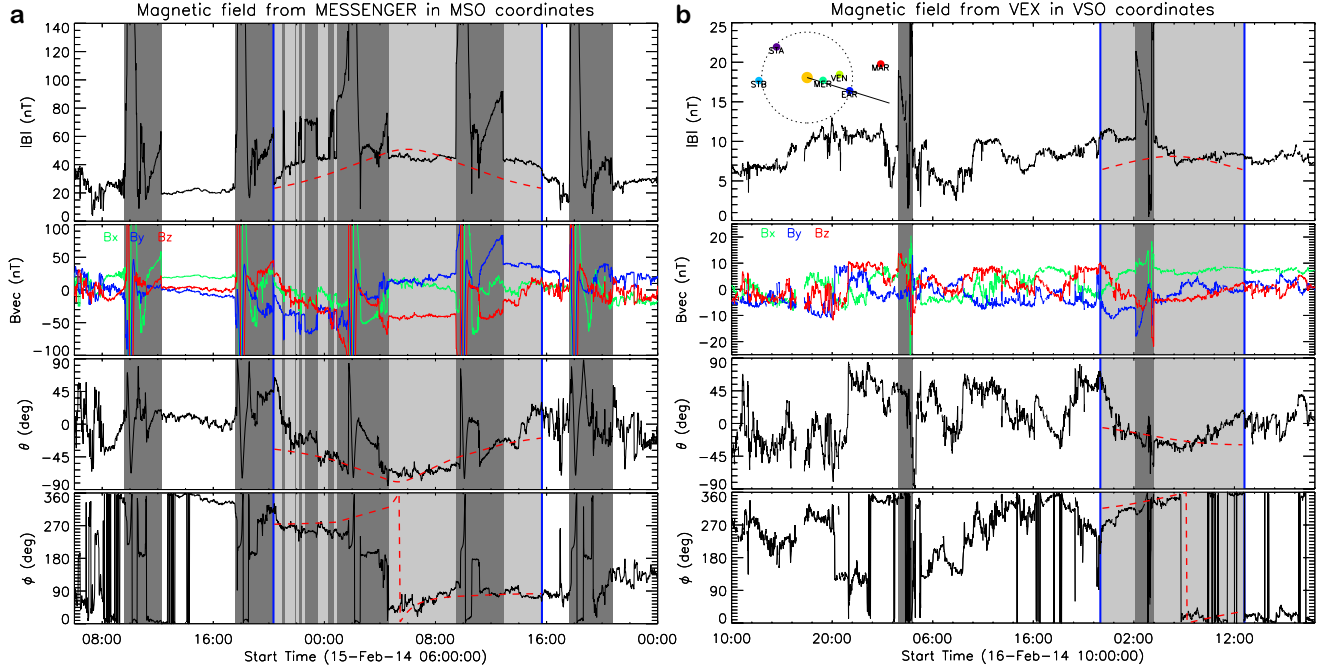 a
Magnetic field from MESSENGER in MSO coordinates
140
120
100
80
60
40
20
0
|B| (nT)
100
50
0
−50
−100
Bvec (nT)
Bx By Bz
90
45
0
−45
−90
θ (deg)
360
270
180
90
0
ϕ (deg)
08:00 16:00 00:00 08:00 16:00 00:00
Start Time (15-Feb-14 06:00:00)
b
Magnetic field from VEX in VSO coordinates
25
20
15
10
5
0
|B| (nT)
STA
STB
MER
VEN
EAR
MAR
20
10
0
−10
−20
Bvec (nT)
Bx By Bz
90
45
0
−45
−90
θ (deg)
360
270
180
90
0
ϕ (deg)
10:00 20:00 06:00 16:00 02:00 12:00
Start Time (16-Feb-14 10:00:00)